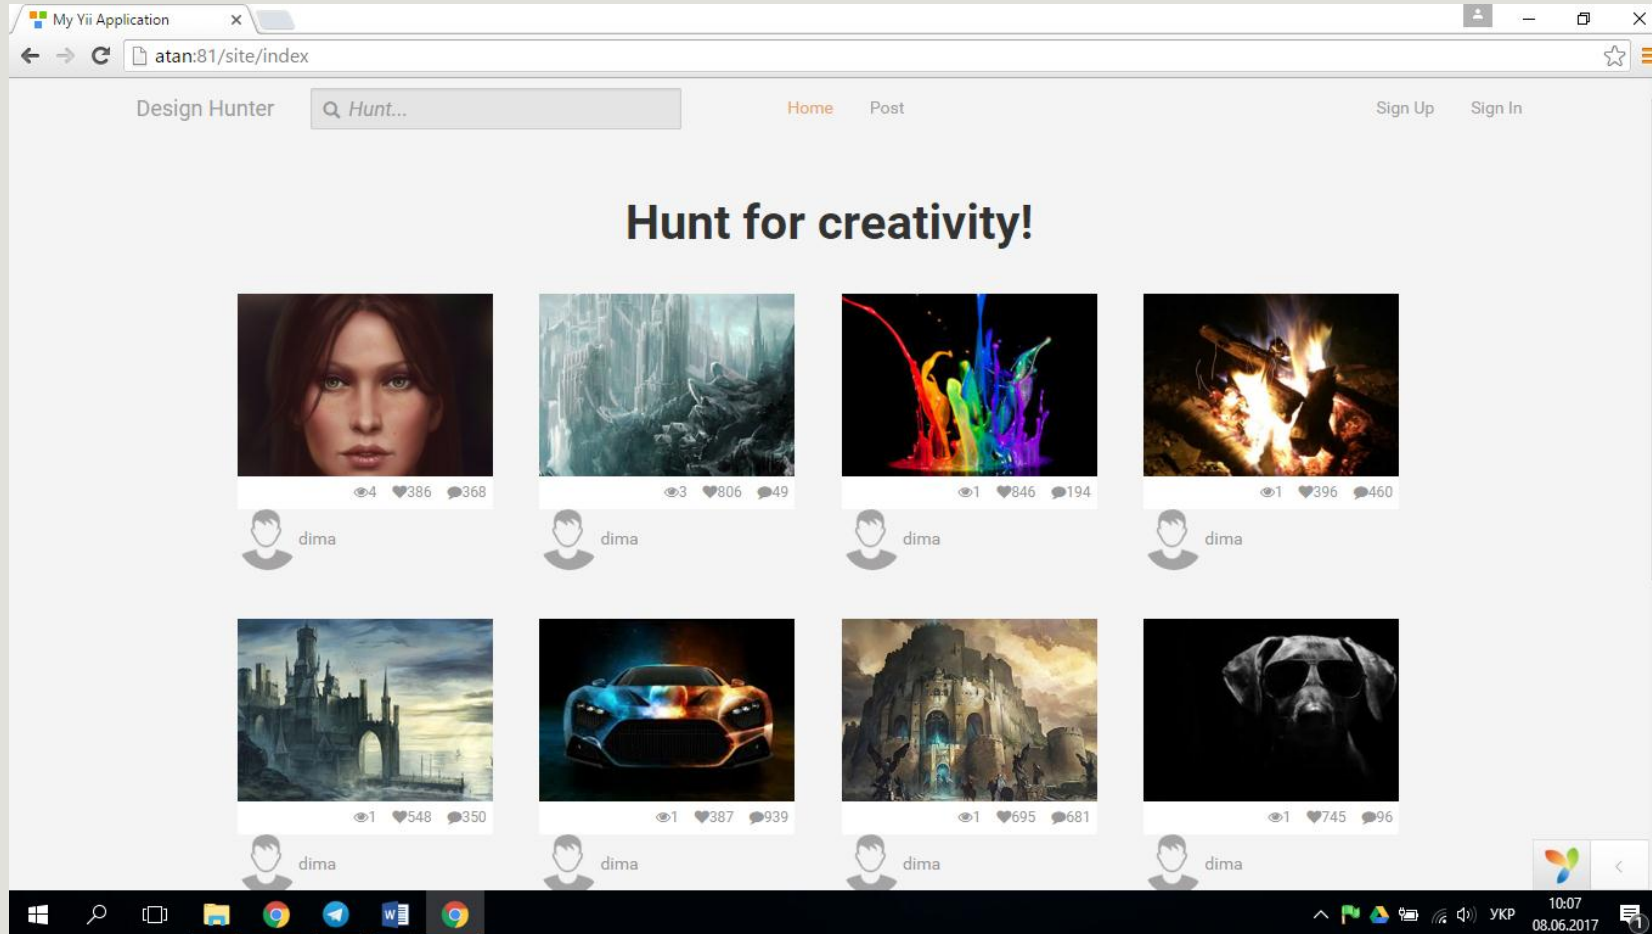 My Yii Application
atan:81/site/index
Design Hunter
Hunt...
Home Post
Sign Up Sign In
Hunt for creativity!
4 386 368
3 806 49
1 846 194
1 396 460
dima
dima
dima
dima
1 548 350
1 387 939
1 695 681
1 745 96
dima
dima
dima
dima
УКР
10:07
08.06.2017
1